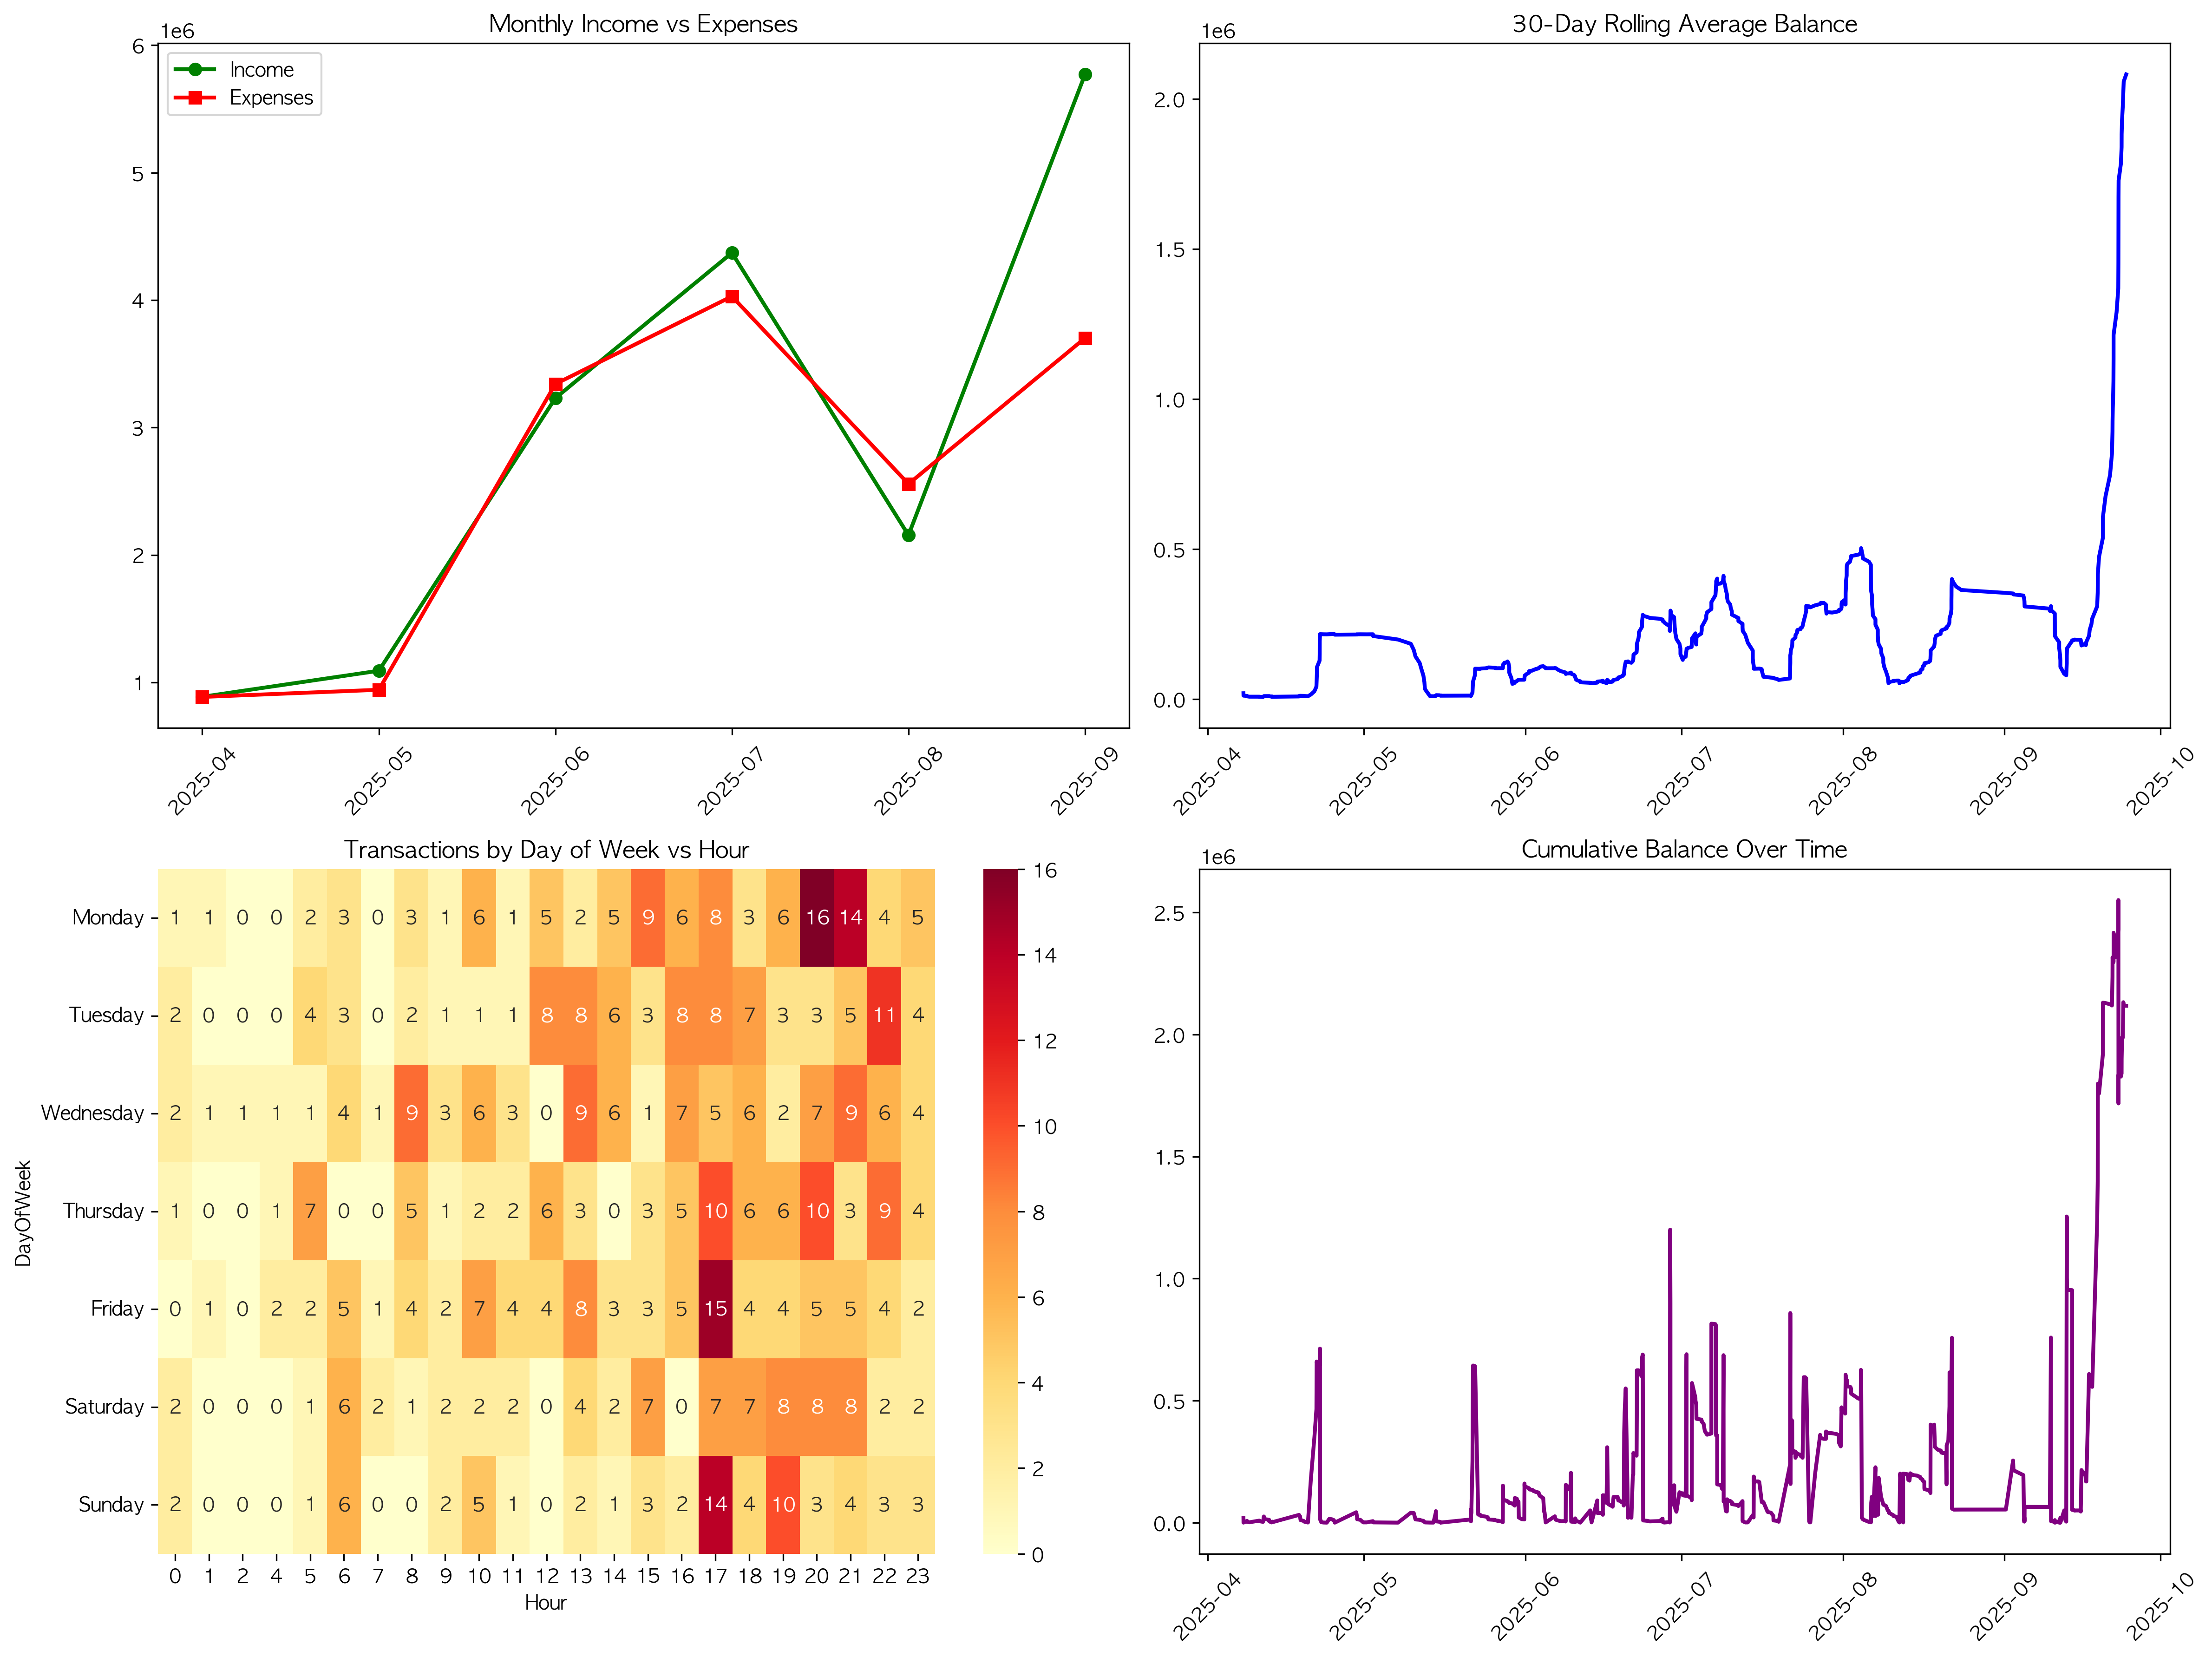 Monthly Income vs Expenses
1e6
Income
Expenses
6
5
4
3
2
1
2025-04 2025-05 2025-06 2025-07 2025-08 2025-09
30-Day Rolling Average Balance
1e6
2.0
1.5
1.0
0.5
0.0
2025-04 2025-05 2025-06 2025-07 2025-08 2025-09 2025-10
Transactions by Day of Week vs Hour
DayOfWeek
Monday 1 1 0 0 2 3 0 3 1 6 1 5 2 5 9 6 8 3 6 16 14 4 5
Tuesday 2 0 0 0 4 3 0 2 1 1 1 8 8 6 3 8 8 7 3 3 5 11 4
Wednesday 2 1 1 1 1 4 1 9 3 6 3 0 9 6 1 7 5 6 2 7 9 6 4
Thursday 1 0 0 1 7 0 0 5 1 2 2 6 3 0 3 5 10 6 6 10 3 9 4
Friday 0 1 0 2 2 5 1 4 2 7 4 4 8 3 3 5 15 4 4 5 5 4 2
Saturday 2 0 0 0 1 6 2 1 2 2 2 0 4 2 7 0 7 7 8 8 8 2 2
Sunday 2 0 0 0 1 6 0 0 2 5 1 0 2 1 3 2 14 4 10 3 4 3 3
0 1 2 4 5 6 7 8 9 10 11 12 13 14 15 16 17 18 19 20 21 22 23
Hour
16
14
12
10
8
6
4
2
0
Cumulative Balance Over Time
1e6
2.5
2.0
1.5
1.0
0.5
0.0
2025-04 2025-05 2025-06 2025-07 2025-08 2025-09 2025-10